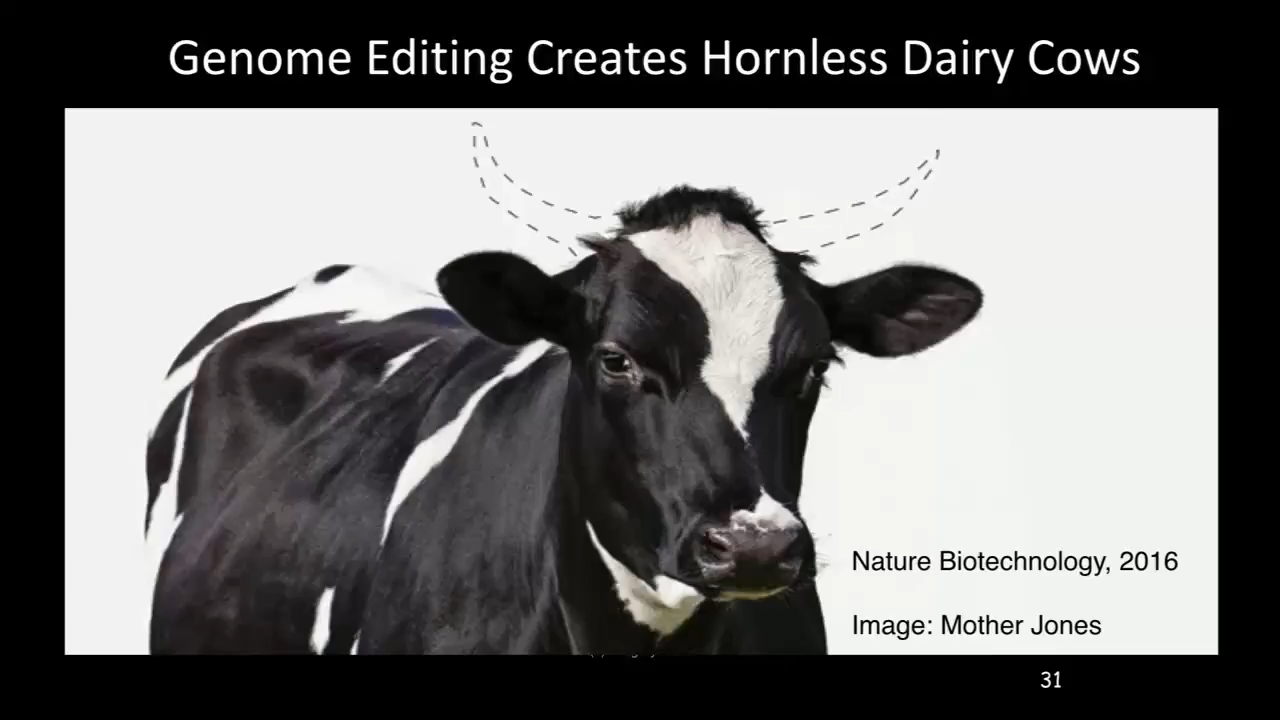 Genome Editing Creates Hornless Dairy Cows
Nature Biotechnology, 2016
Image: Mother Jones
31